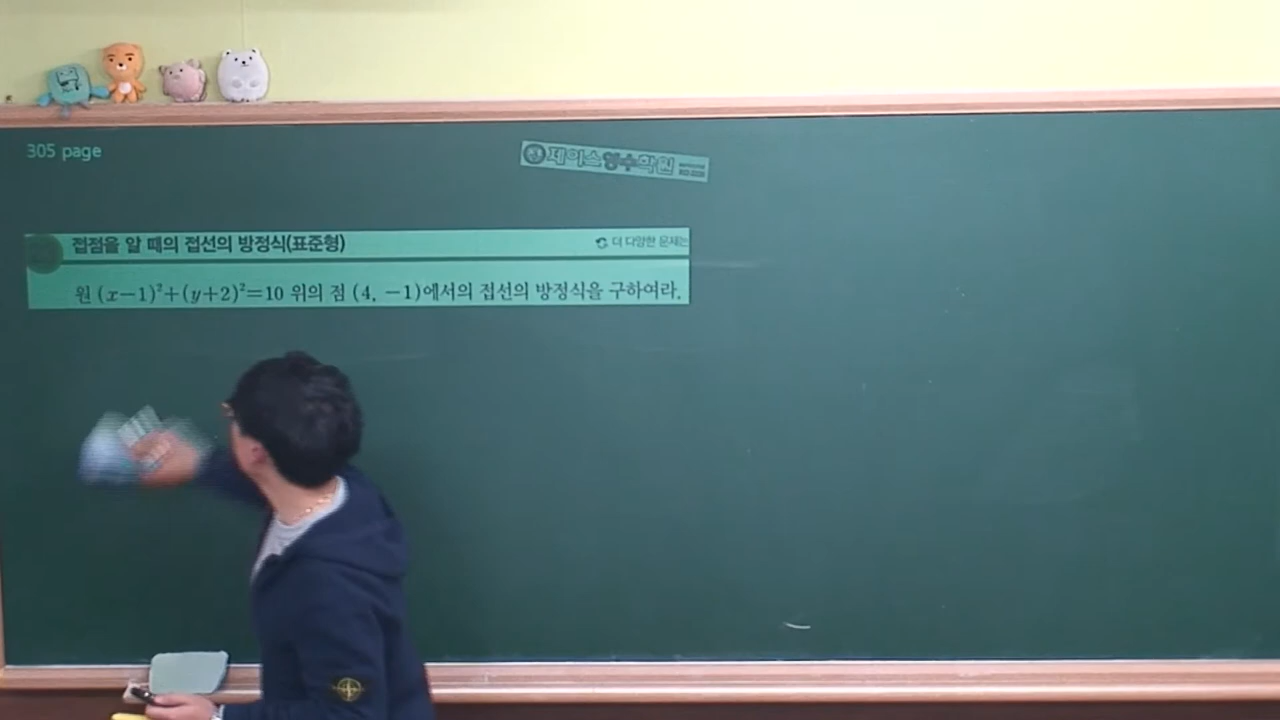 305 page
제이스영수학원
접점을 알 때의 접선의 방정식(표준형)
더 다양한 문제는
원 (x−1)²+(y+2)²=10 위의 점 (4, −1)에서의 접선의 방정식을 구하여라.